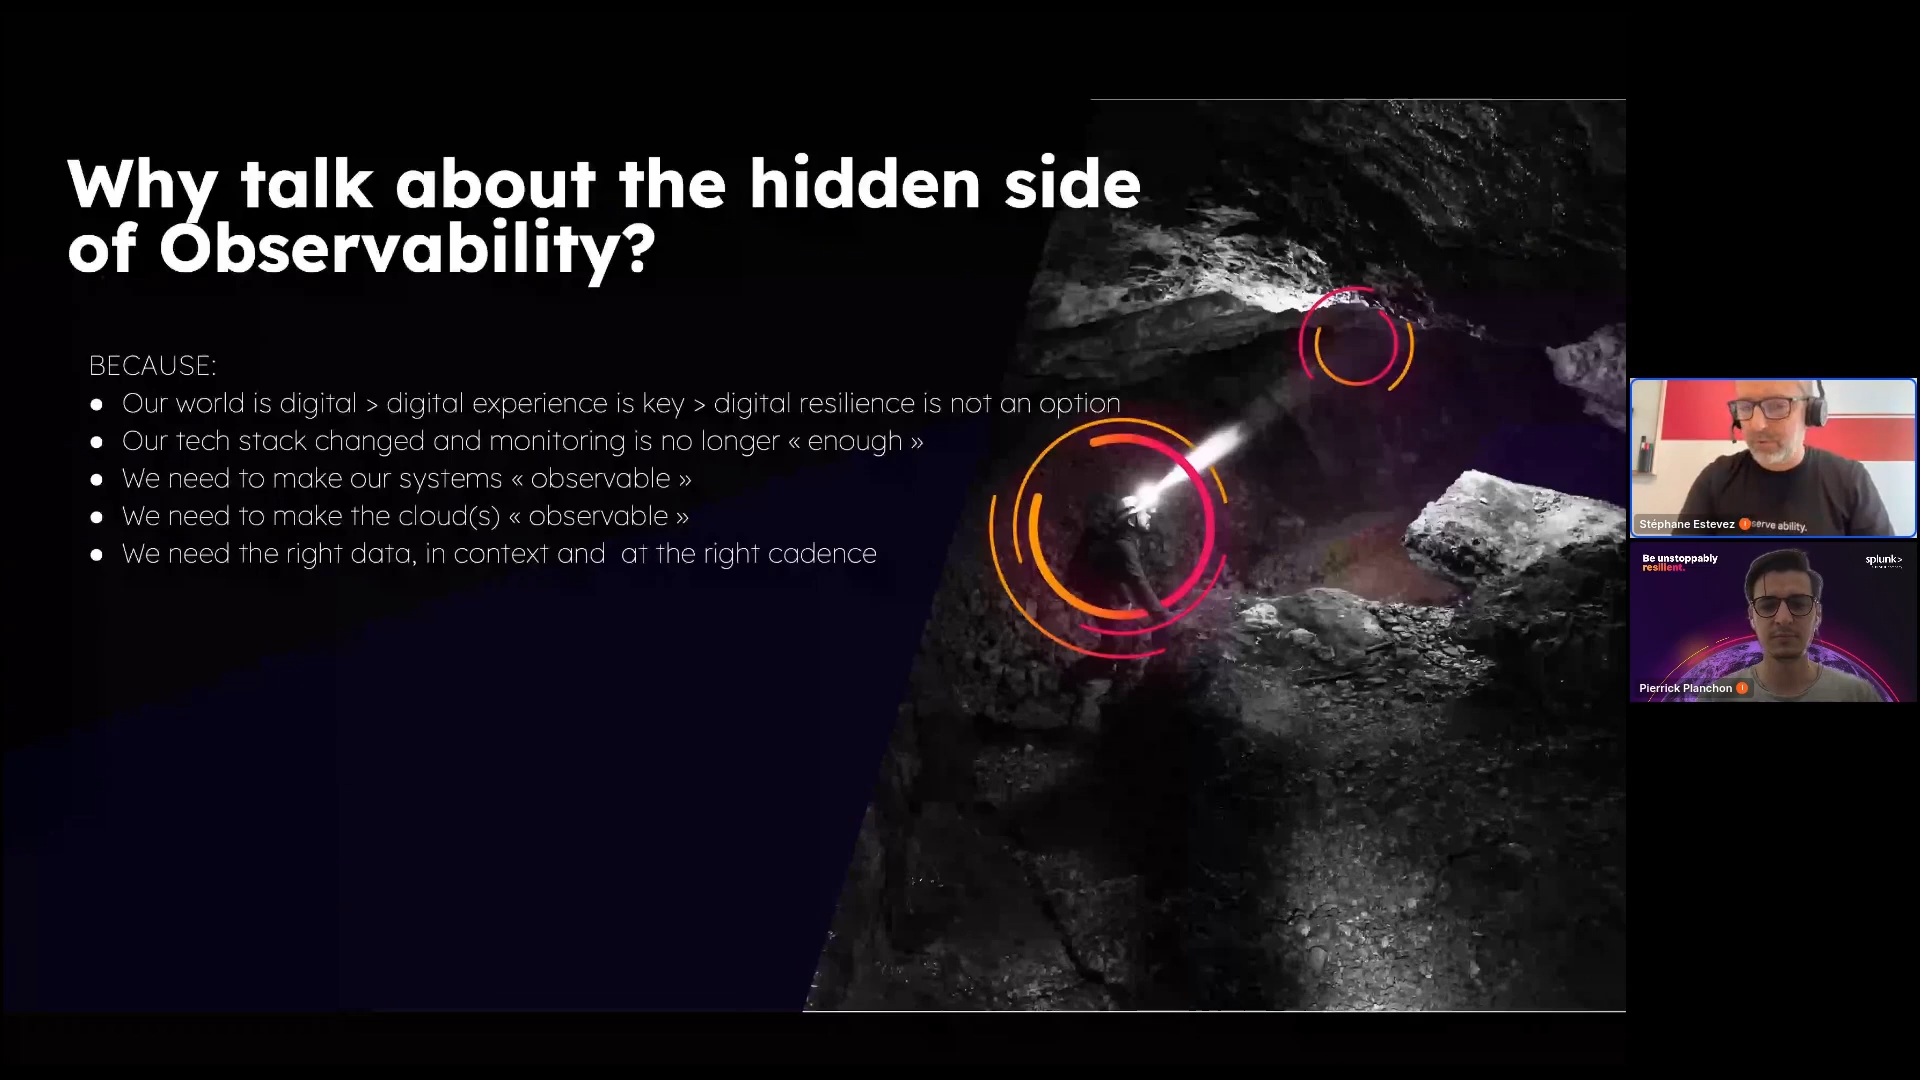 Why talk about the hidden side
of Observability?
BECAUSE:
● Our world is digital > digital experience is key > digital resilience is not an option
● Our tech stack changed and monitoring is no longer « enough »
● We need to make our systems « observable »
● We need to make the cloud(s) « observable »
● We need the right data, in context and  at the right cadence
serve ability.
Stéphane Estevez
Be unstoppably
resilient.
splunk>
Pierrick Planchon